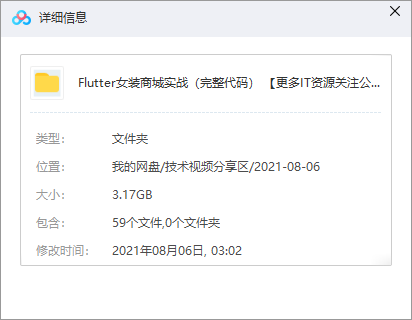 详细信息
Flutter女装商城实战（完整代码）【更多IT资源关注公...
类型： 文件夹
位置： 我的网盘/技术视频分享区/2021-08-06
大小： 3.17GB
包含： 59个文件,0个文件夹
修改时间： 2021年08月06日, 03:02